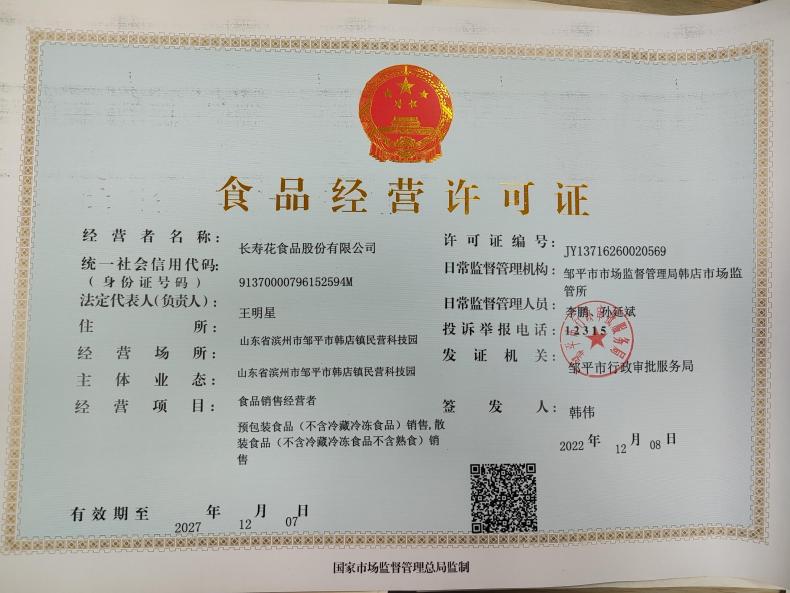 食品经营许可证
经营者名称: 长寿花食品股份有限公司
统一社会信用代码:
(身份证号码) 91370000796152594M
法定代表人(负责人): 王明星
住所: 山东省滨州市邹平市韩店镇民营科技园
经营场所: 山东省滨州市邹平市韩店镇民营科技园
主体业态: 食品销售经营者
经营项目: 预包装食品（不含冷藏冷冻食品）销售,散
装食品（不含冷藏冷冻食品不含熟食）销
售
有效期至 2027 年 12 月 07 日
许可证编号: JY13716260020569
日常监督管理机构: 邹平市市场监督管理局韩店市场监
管所
日常监督管理人员: 李鹏、孙延斌
投诉举报电话: 12315
发证机关: 邹平市行政审批服务局
签发人: 韩伟
2022 年 12 月 08 日
国家市场监督管理总局监制